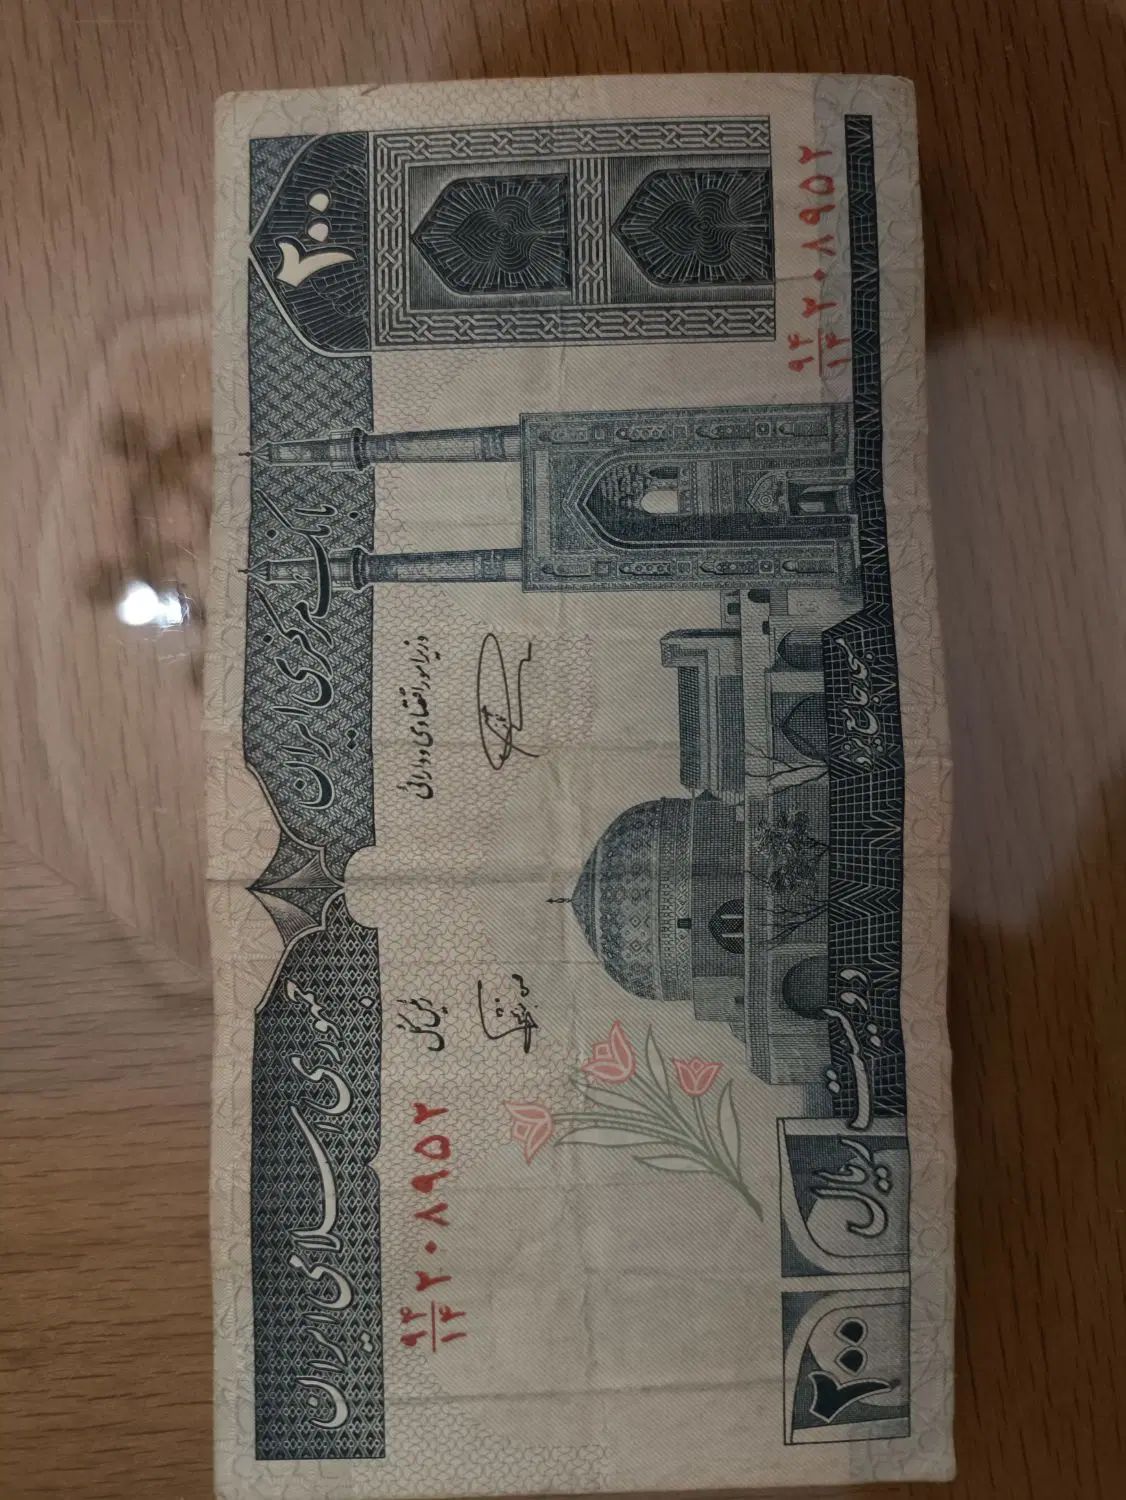 جمهوری اسلامی ایران
بانک مرکزی ایران
۲۰۰
رئیس کل
وزیر امور اقتصادی و دارائی
۹۴/۱۴ ۲۰۸۹۵۲
۹۴/۱۴ ۲۰۸۹۵۲
مسجد جامع یزد
دویست ریال
۲۰۰